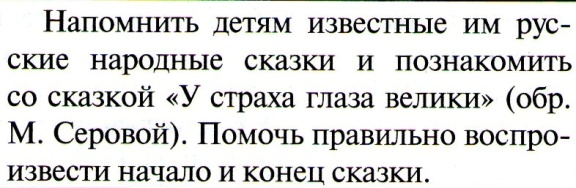 Напомнить детям известные им рус-
ские народные сказки и познакомить
со сказкой «У страха глаза велики» (обр.
М. Серовой). Помочь правильно воспро-
извести начало и конец сказки.